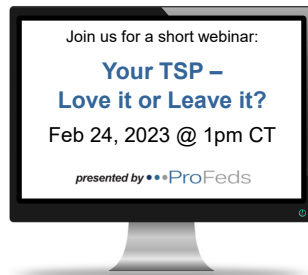 Join us for a short webinar:
Your TSP –
Love it or Leave it?
Feb 24, 2023 @ 1pm CT
presented by •••ProFeds